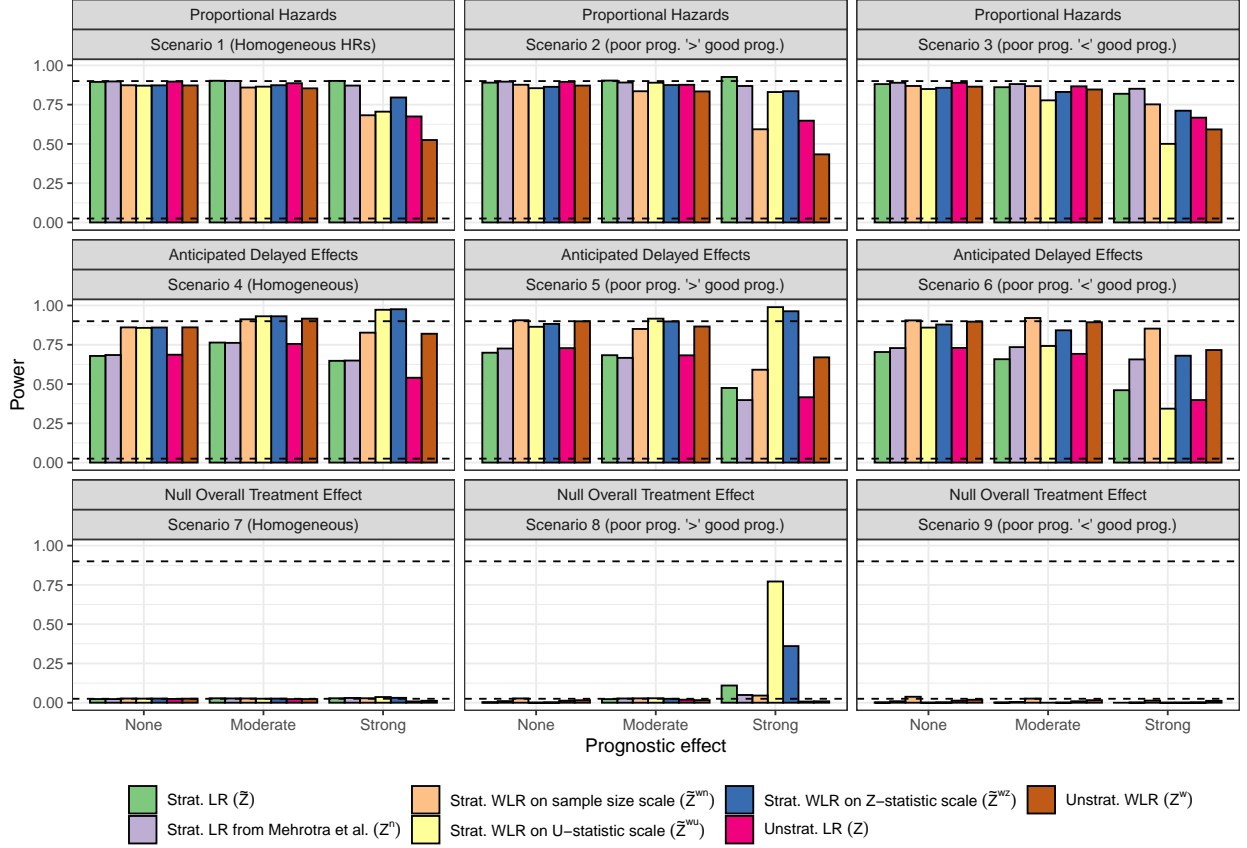 Proportional Hazards
Proportional Hazards
Proportional Hazards
Scenario 1 (Homogeneous HRs)
Scenario 2 (poor prog. '>' good prog.)
Scenario 3 (poor prog. '<' good prog.)
1.00
0.75
0.50
0.25
0.00
Anticipated Delayed Effects
Anticipated Delayed Effects
Anticipated Delayed Effects
Scenario 4 (Homogeneous)
Scenario 5 (poor prog. '>' good prog.)
Scenario 6 (poor prog. '<' good prog.)
1.00
0.75
0.50
0.25
0.00
Power
Null Overall Treatment Effect
Null Overall Treatment Effect
Null Overall Treatment Effect
Scenario 7 (Homogeneous)
Scenario 8 (poor prog. '>' good prog.)
Scenario 9 (poor prog. '<' good prog.)
1.00
0.75
0.50
0.25
0.00
None Moderate Strong
None Moderate Strong
None Moderate Strong
Prognostic effect
Strat. LR (Z̃)
Strat. LR from Mehrotra et al. (Zⁿ)
Strat. WLR on sample size scale (Z̃ʷⁿ)
Strat. WLR on U−statistic scale (Z̃ʷᵘ)
Strat. WLR on Z−statistic scale (Z̃ʷᶻ)
Unstrat. LR (Z)
Unstrat. WLR (Zʷ)